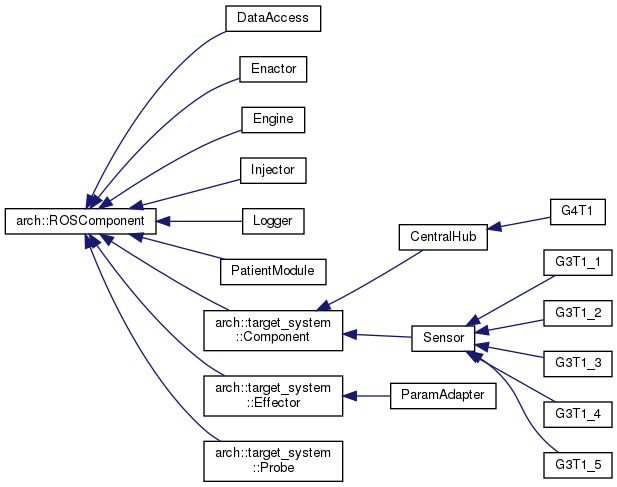 DataAccess
Enactor
Engine
Injector
arch::ROSComponent
Logger
PatientModule
arch::target_system
::Component
arch::target_system
::Effector
arch::target_system
::Probe
CentralHub
Sensor
ParamAdapter
G4T1
G3T1_1
G3T1_2
G3T1_3
G3T1_4
G3T1_5